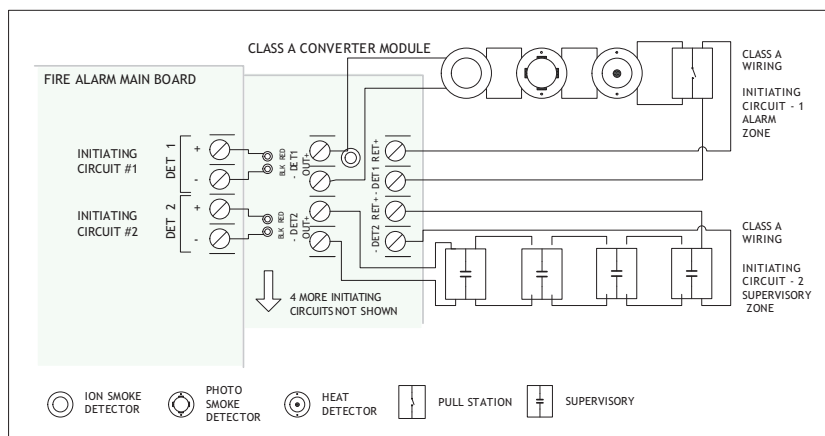 CLASS A CONVERTER MODULE
FIRE ALARM MAIN BOARD
INITIATING
CIRCUIT #1
DET 1
+
-
BLK RED
- DET1
OUT+
- DET1 RET+
INITIATING
CIRCUIT #2
DET 2
+
-
BLK RED
- DET2
OUT+
- DET2 RET+
4 MORE INITIATING
CIRCUITS NOT SHOWN
CLASS A
WIRING
INITIATING
CIRCUIT - 1
ALARM
ZONE
CLASS A
WIRING
INITIATING
CIRCUIT - 2
SUPERVISORY
ZONE
ION SMOKE
DETECTOR
PHOTO
SMOKE
DETECTOR
HEAT
DETECTOR
PULL STATION
SUPERVISORY